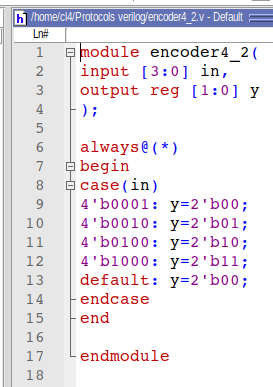 /home/cl4/Protocols verilog/encoder4_2.v - Default
Ln#
1 module encoder4_2(
2 input [3:0] in,
3 output reg [1:0] y
4 );
5
6 always@(*)
7 begin
8 case(in)
9 4'b0001: y=2'b00;
10 4'b0010: y=2'b01;
11 4'b0100: y=2'b10;
12 4'b1000: y=2'b11;
13 default: y=2'b00;
14 endcase
15 end
16
17 endmodule
18